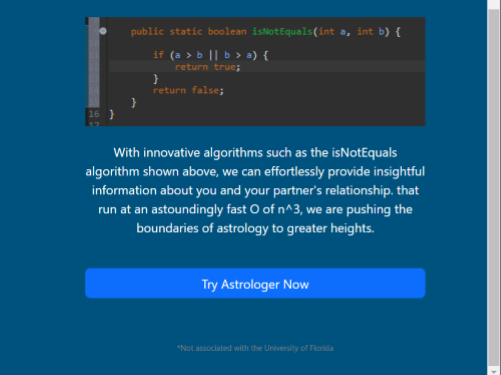 public static boolean isNotEquals(int a, int b) {
if (a > b || b > a) {
return true;
}
return false;
}
16 }
17
With innovative algorithms such as the isNotEquals
algorithm shown above, we can effortlessly provide insightful
information about you and your partner's relationship. that
run at an astoundingly fast O of n^3, we are pushing the
boundaries of astrology to greater heights.
Try Astrologer Now
*Not associated with the University of Florida